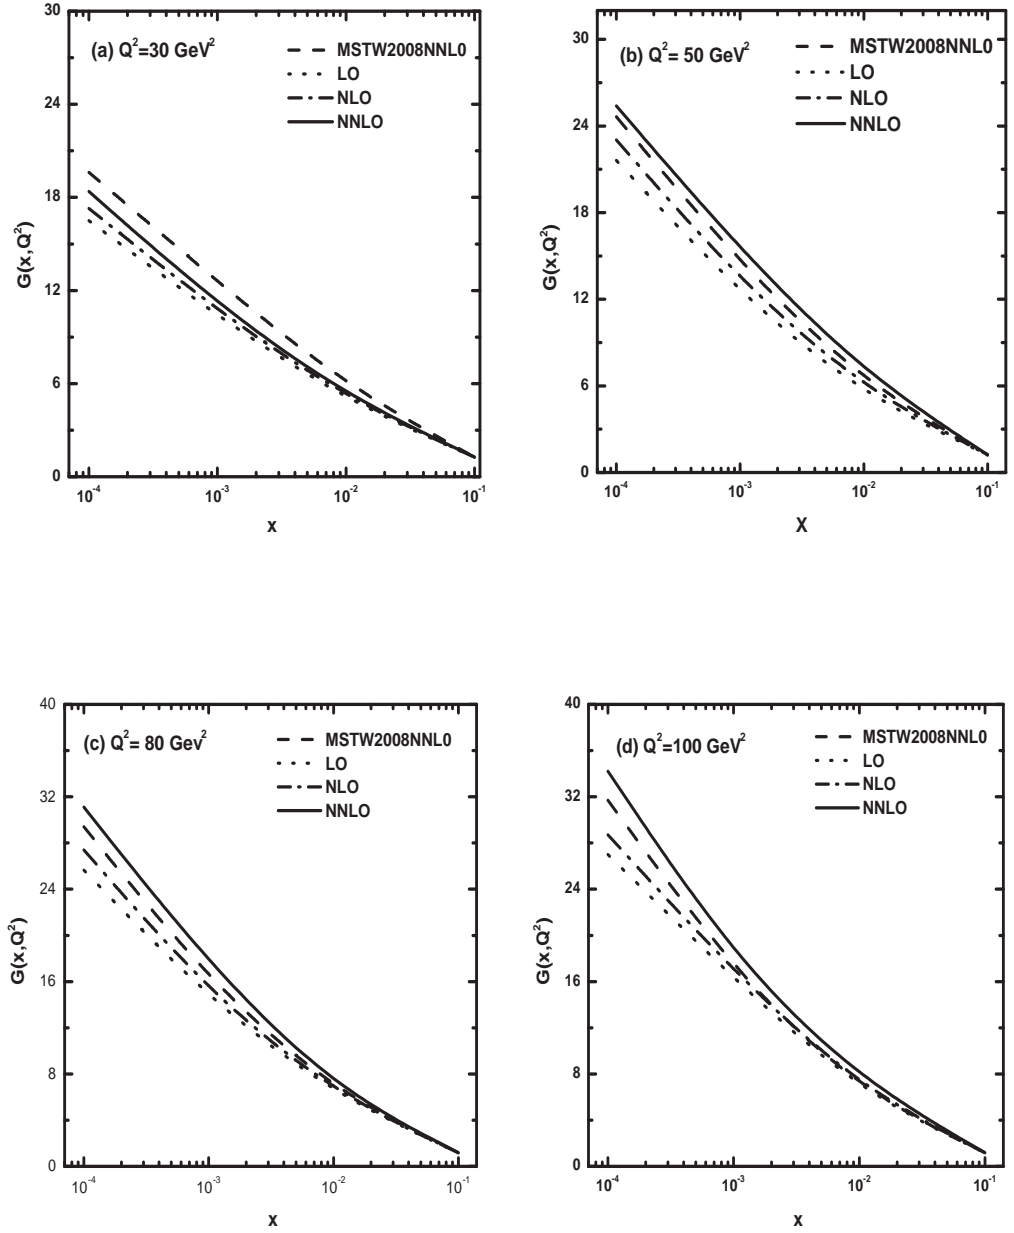 (a) Q²=30 GeV²
MSTW2008NNL0
LO
NLO
NNLO
30
24
18
12
6
0
G(x,Q²)
10⁻⁴ 10⁻³ 10⁻² 10⁻¹
x
(b) Q²= 50 GeV²
MSTW2008NNL0
LO
NLO
NNLO
30
24
18
12
6
0
G(x,Q²)
10⁻⁴ 10⁻³ 10⁻² 10⁻¹
X
(c) Q²= 80 GeV²
MSTW2008NNL0
LO
NLO
NNLO
40
32
24
16
8
0
G(x,Q²)
10⁻⁴ 10⁻³ 10⁻² 10⁻¹
x
(d) Q²=100 GeV²
MSTW2008NNL0
LO
NLO
NNLO
40
32
24
16
8
0
G(x,Q²)
10⁻⁴ 10⁻³ 10⁻² 10⁻¹
x